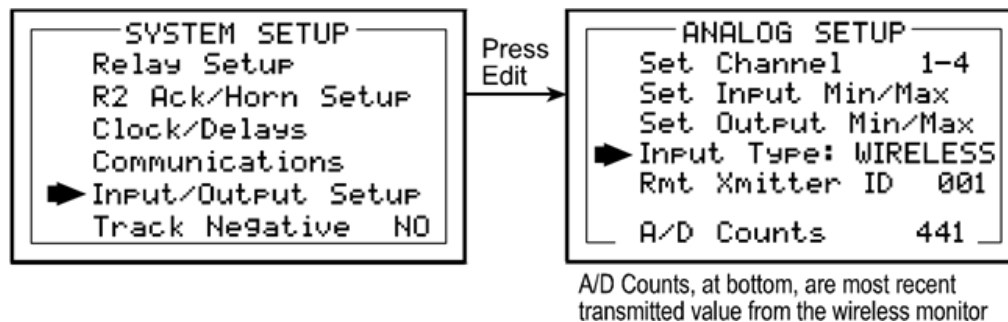 SYSTEM SETUP
Relay Setup
R2 Ack/Horn Setup
Clock/Delays
Communications
Input/Output Setup
Track Negative NO
Press
Edit
ANALOG SETUP
Set Channel 1-4
Set Input Min/Max
Set Output Min/Max
Input Type: WIRELESS
Rmt Xmitter ID 001
A/D Counts 441
A/D Counts, at bottom, are most recent
transmitted value from the wireless monitor